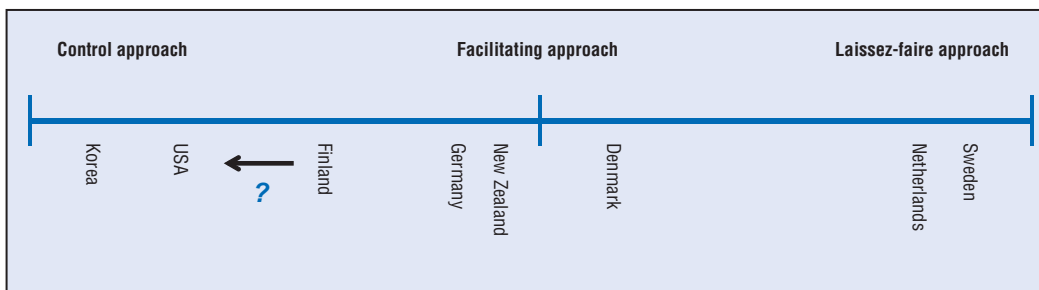 Control approach
Facilitating approach
Laissez-faire approach
Korea
USA
?
Finland
Germany
New Zealand
Denmark
Netherlands
Sweden